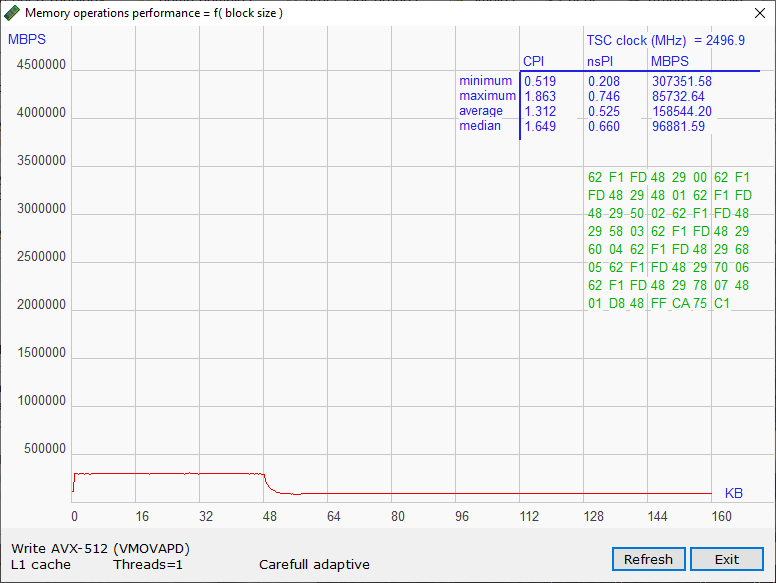 Memory operations performance = f( block size )
MBPS
TSC clock (MHz) = 2496.9
CPI nsPI MBPS
minimum 0.519 0.208 307351.58
maximum 1.863 0.746 85732.64
average 1.312 0.525 158544.20
median 1.649 0.660 96881.59
4500000
4000000
3500000
3000000
2500000
2000000
1500000
1000000
500000
62 F1 FD 48 29 00 62 F1
FD 48 29 48 01 62 F1 FD
48 29 50 02 62 F1 FD 48
29 58 03 62 F1 FD 48 29
60 04 62 F1 FD 48 29 68
05 62 F1 FD 48 29 70 06
62 F1 FD 48 29 78 07 48
01 D8 48 FF CA 75 C1
KB
0 16 32 48 64 80 96 112 128 144 160
Write AVX-512 (VMOVAPD)
L1 cache Threads=1 Carefull adaptive
Refresh Exit